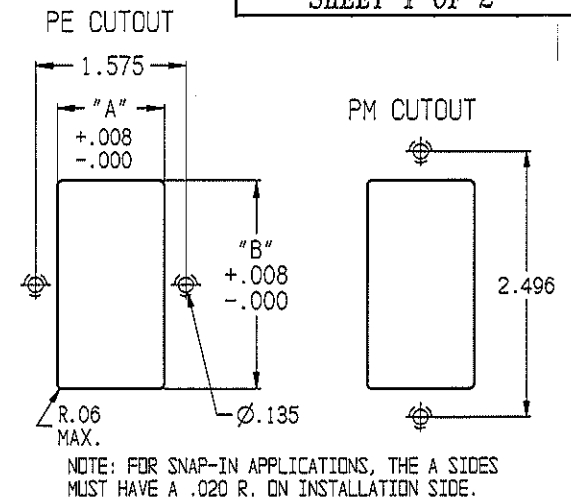 SHEET 1 OF 2
PE CUTOUT
1.575
"A"
+.008
-.000
PM CUTOUT
"B"
+.008
-.000
2.496
R.06
MAX.
Ø.135
NOTE: FOR SNAP-IN APPLICATIONS, THE A SIDES
MUST HAVE A .020 R. ON INSTALLATION SIDE.